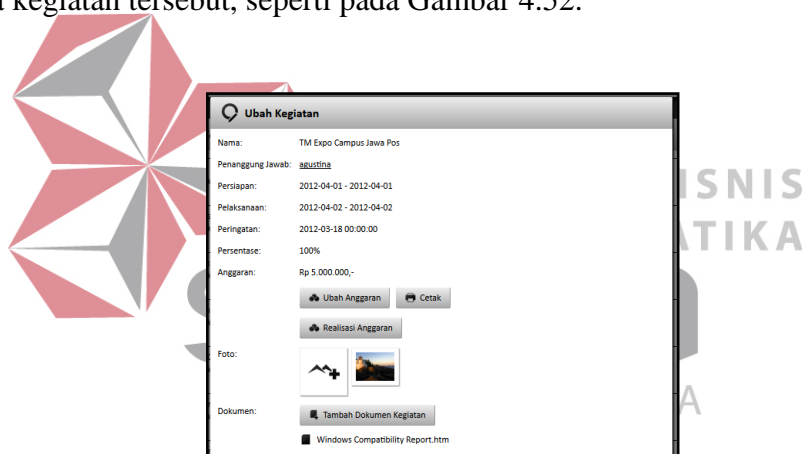 kegiatan tersebut, seperti pada Gambar 4.52.
Ubah Kegiatan
Nama: TM Expo Campus Jawa Pos
Penanggung Jawab: agustina
Persiapan: 2012-04-01 - 2012-04-01
Pelaksanaan: 2012-04-02 - 2012-04-02
Peringatan: 2012-03-18 00:00:00
Persentase: 100%
Anggaran: Rp 5.000.000,-
Ubah Anggaran Cetak
Realisasi Anggaran
Foto:
Dokumen: Tambah Dokumen Kegiatan
Windows Compatibility Report.htm
ISNIS
ATIKA
A